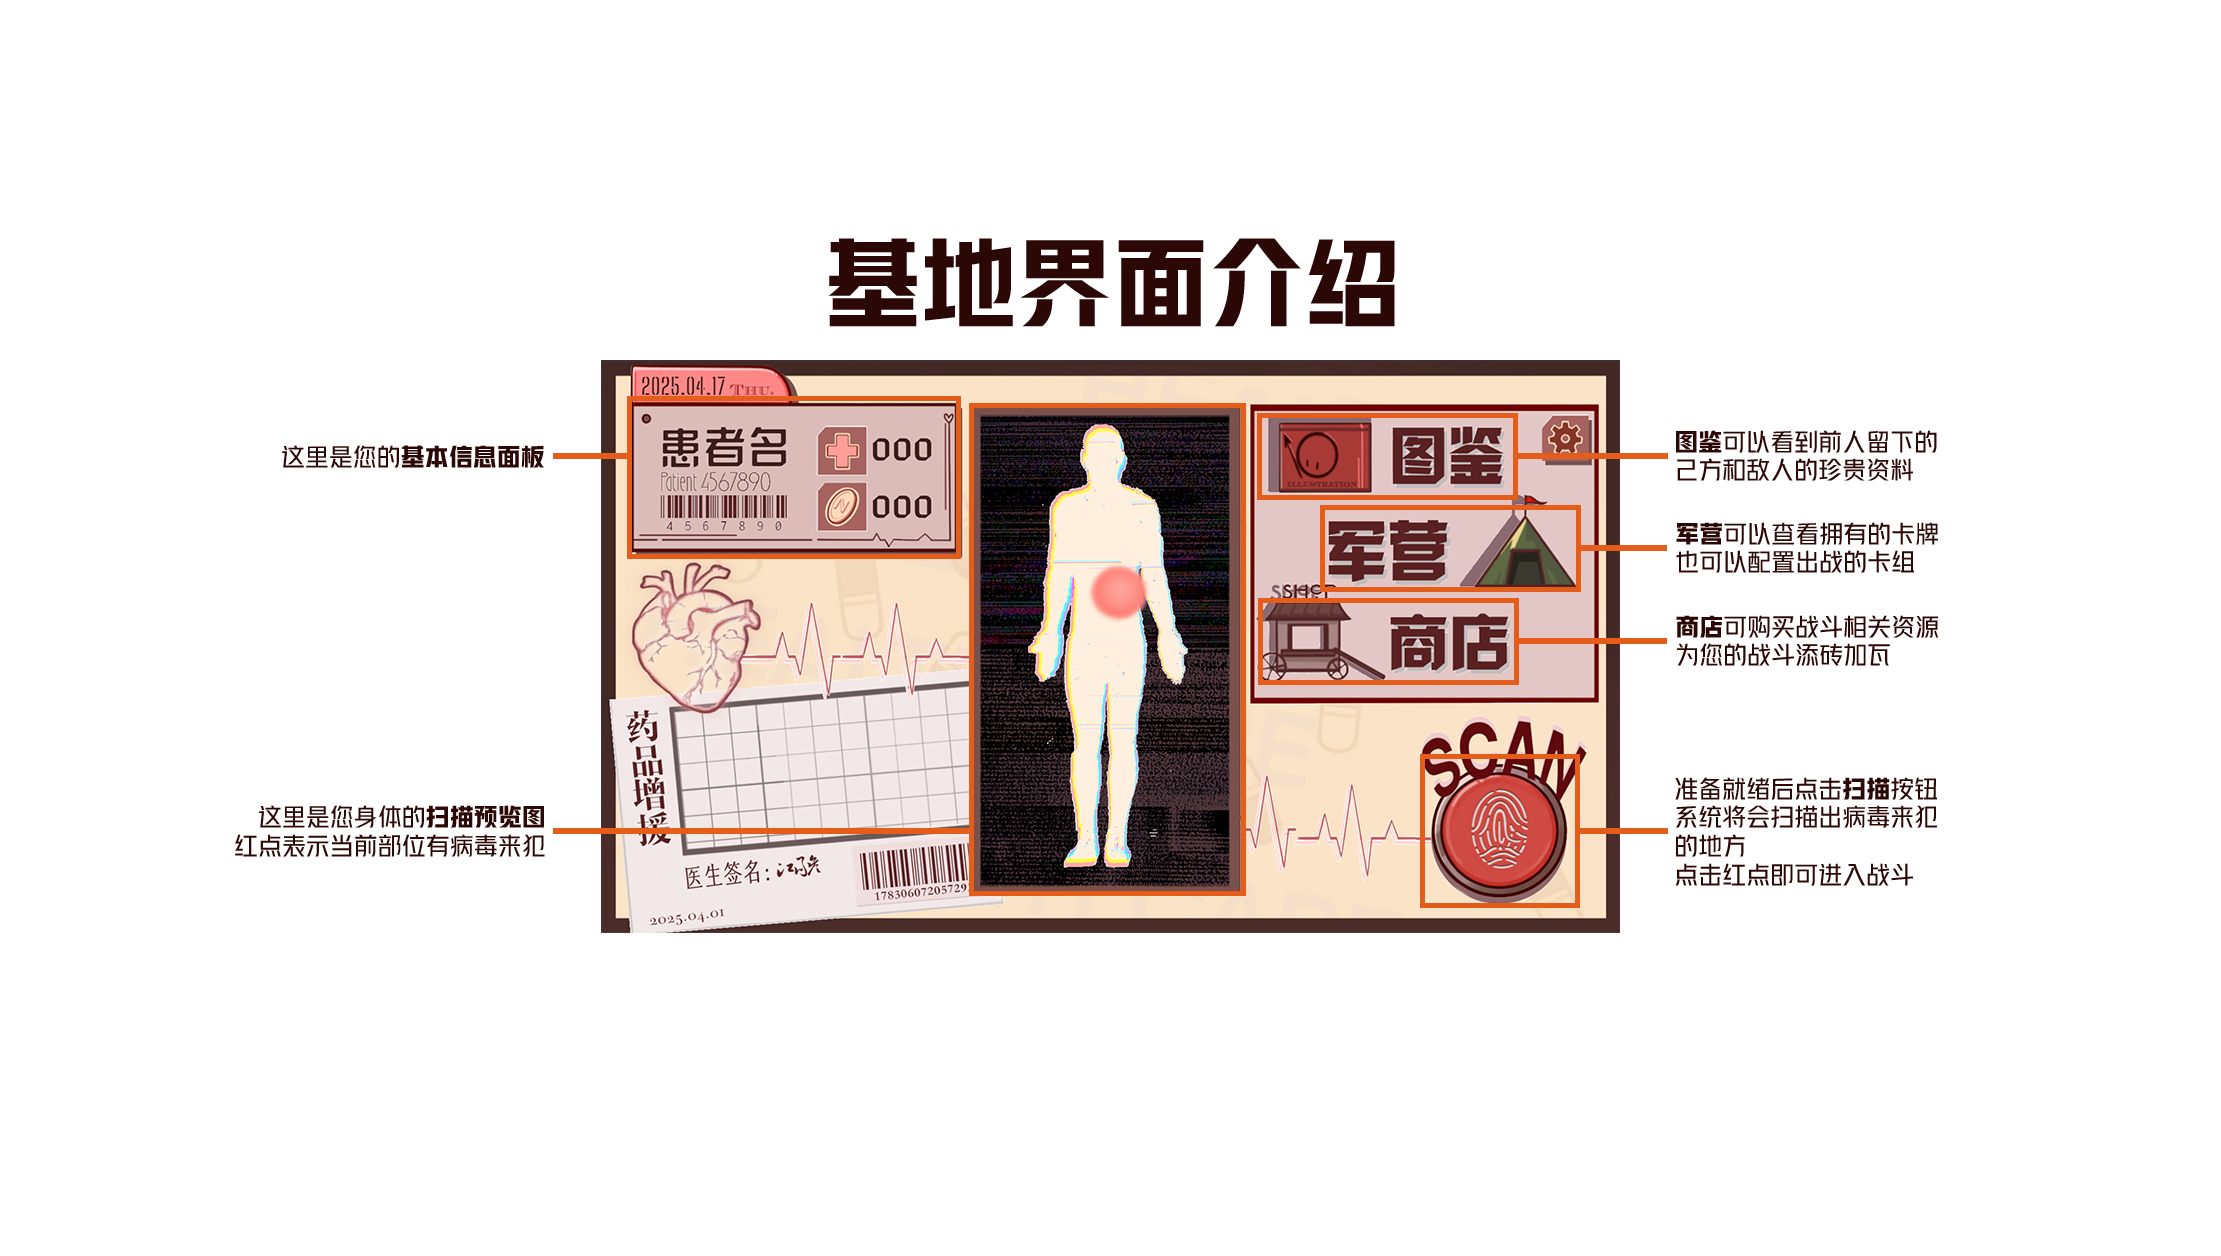 基地界面介绍
2025.04.17 THU.
患者名
000
Patient 4567890
4 5 6 7 8 9 0
000
这里是您的基本信息面板
ILLUSTRATION
图鉴
军营
SHOP
商店
图鉴可以看到前人留下的
己方和敌人的珍贵资料
军营可以查看拥有的卡牌
也可以配置出战的卡组
商店可购买战斗相关资源
为您的战斗添砖加瓦
药品增援
医生签名：
17830607205729
2025.04.01
这里是您身体的扫描预览图
红点表示当前部位有病毒来犯
SCAN
准备就绪后点击扫描按钮
系统将会扫描出病毒来犯
的地方
点击红点即可进入战斗